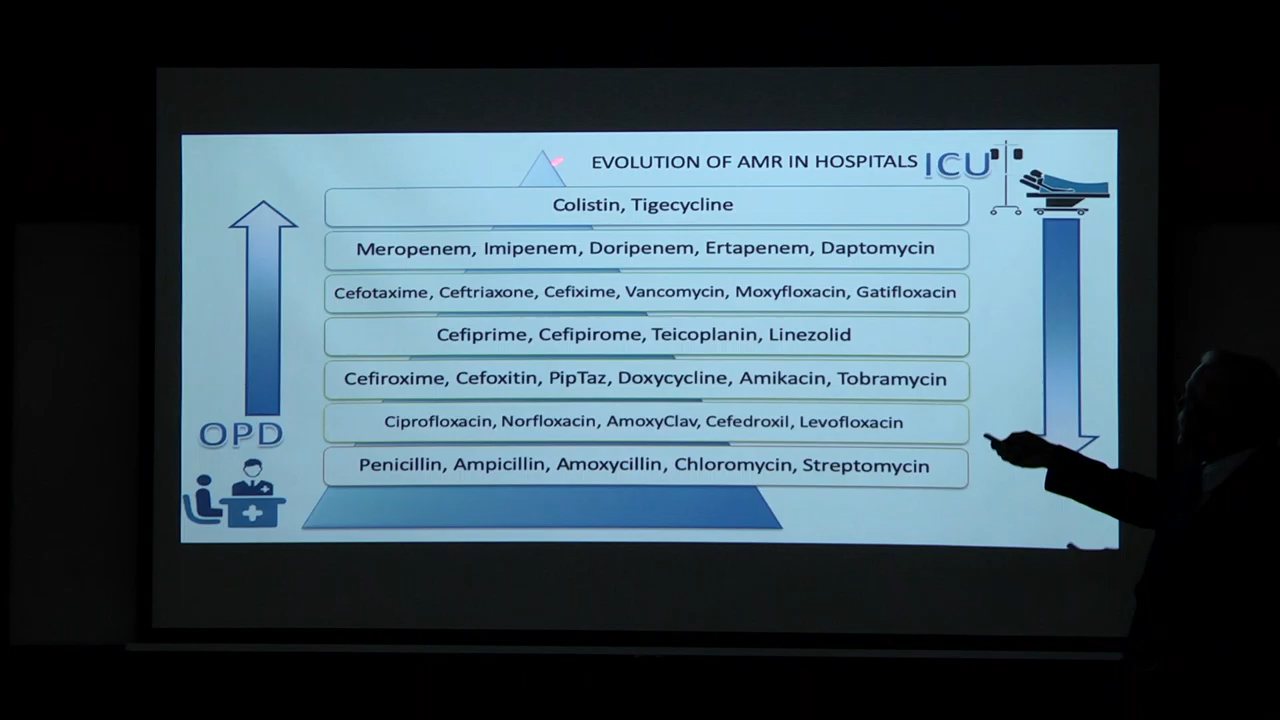 EVOLUTION OF AMR IN HOSPITALS
ICU
Colistin, Tigecycline
Meropenem, Imipenem, Doripenem, Ertapenem, Daptomycin
Cefotaxime, Ceftriaxone, Cefixime, Vancomycin, Moxyfloxacin, Gatifloxacin
Cefiprime, Cefipirome, Teicoplanin, Linezolid
Cefiroxime, Cefoxitin, PipTaz, Doxycycline, Amikacin, Tobramycin
Ciprofloxacin, Norfloxacin, AmoxyClav, Cefedroxil, Levofloxacin
OPD
Penicillin, Ampicillin, Amoxycillin, Chloromycin, Streptomycin